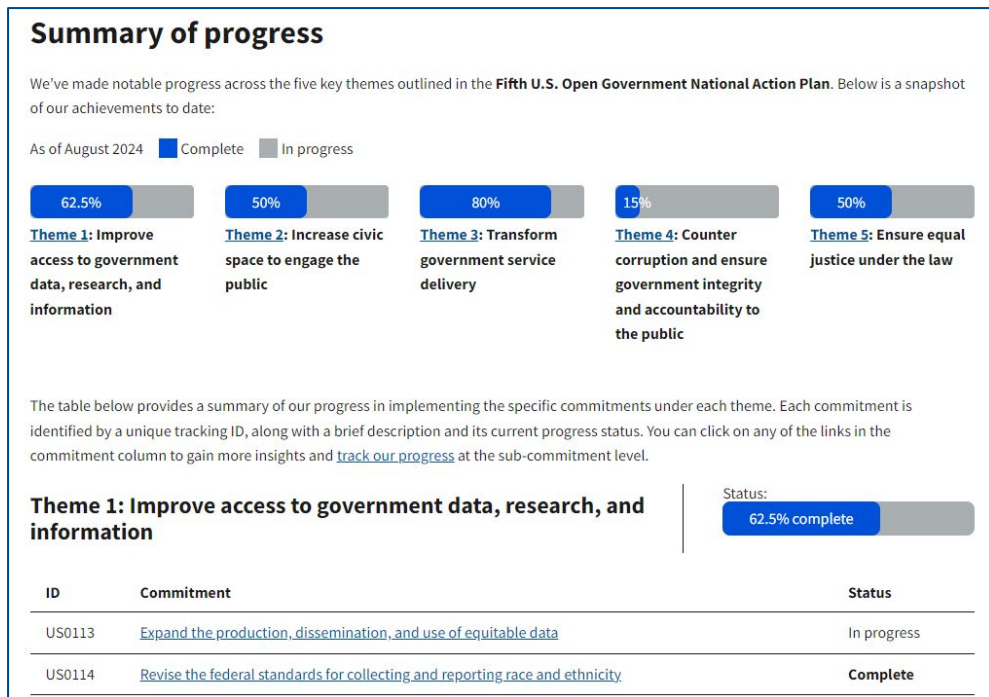 Summary of progress
We've made notable progress across the five key themes outlined in the Fifth U.S. Open Government National Action Plan. Below is a snapshot
of our achievements to date:
As of August 2024 Complete In progress
62.5%
Theme 1: Improve
access to government
data, research, and
information
50%
Theme 2: Increase civic
space to engage the
public
80%
Theme 3: Transform
government service
delivery
15%
Theme 4: Counter
corruption and ensure
government integrity
and accountability to
the public
50%
Theme 5: Ensure equal
justice under the law
The table below provides a summary of our progress in implementing the specific commitments under each theme. Each commitment is
identified by a unique tracking ID, along with a brief description and its current progress status. You can click on any of the links in the
commitment column to gain more insights and track our progress at the sub-commitment level.
Theme 1: Improve access to government data, research, and
information
Status:
62.5% complete
ID Commitment Status
US0113 Expand the production, dissemination, and use of equitable data In progress
US0114 Revise the federal standards for collecting and reporting race and ethnicity Complete